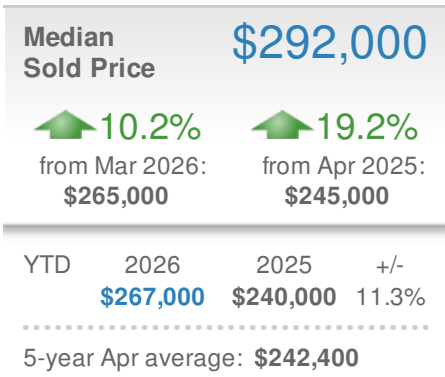 Median
Sold Price
$292,000
10.2%
from Mar 2026:
$265,000
19.2%
from Apr 2025:
$245,000
YTD 2026 2025 +/-
$267,000 $240,000 11.3%
5-year Apr average: $242,400